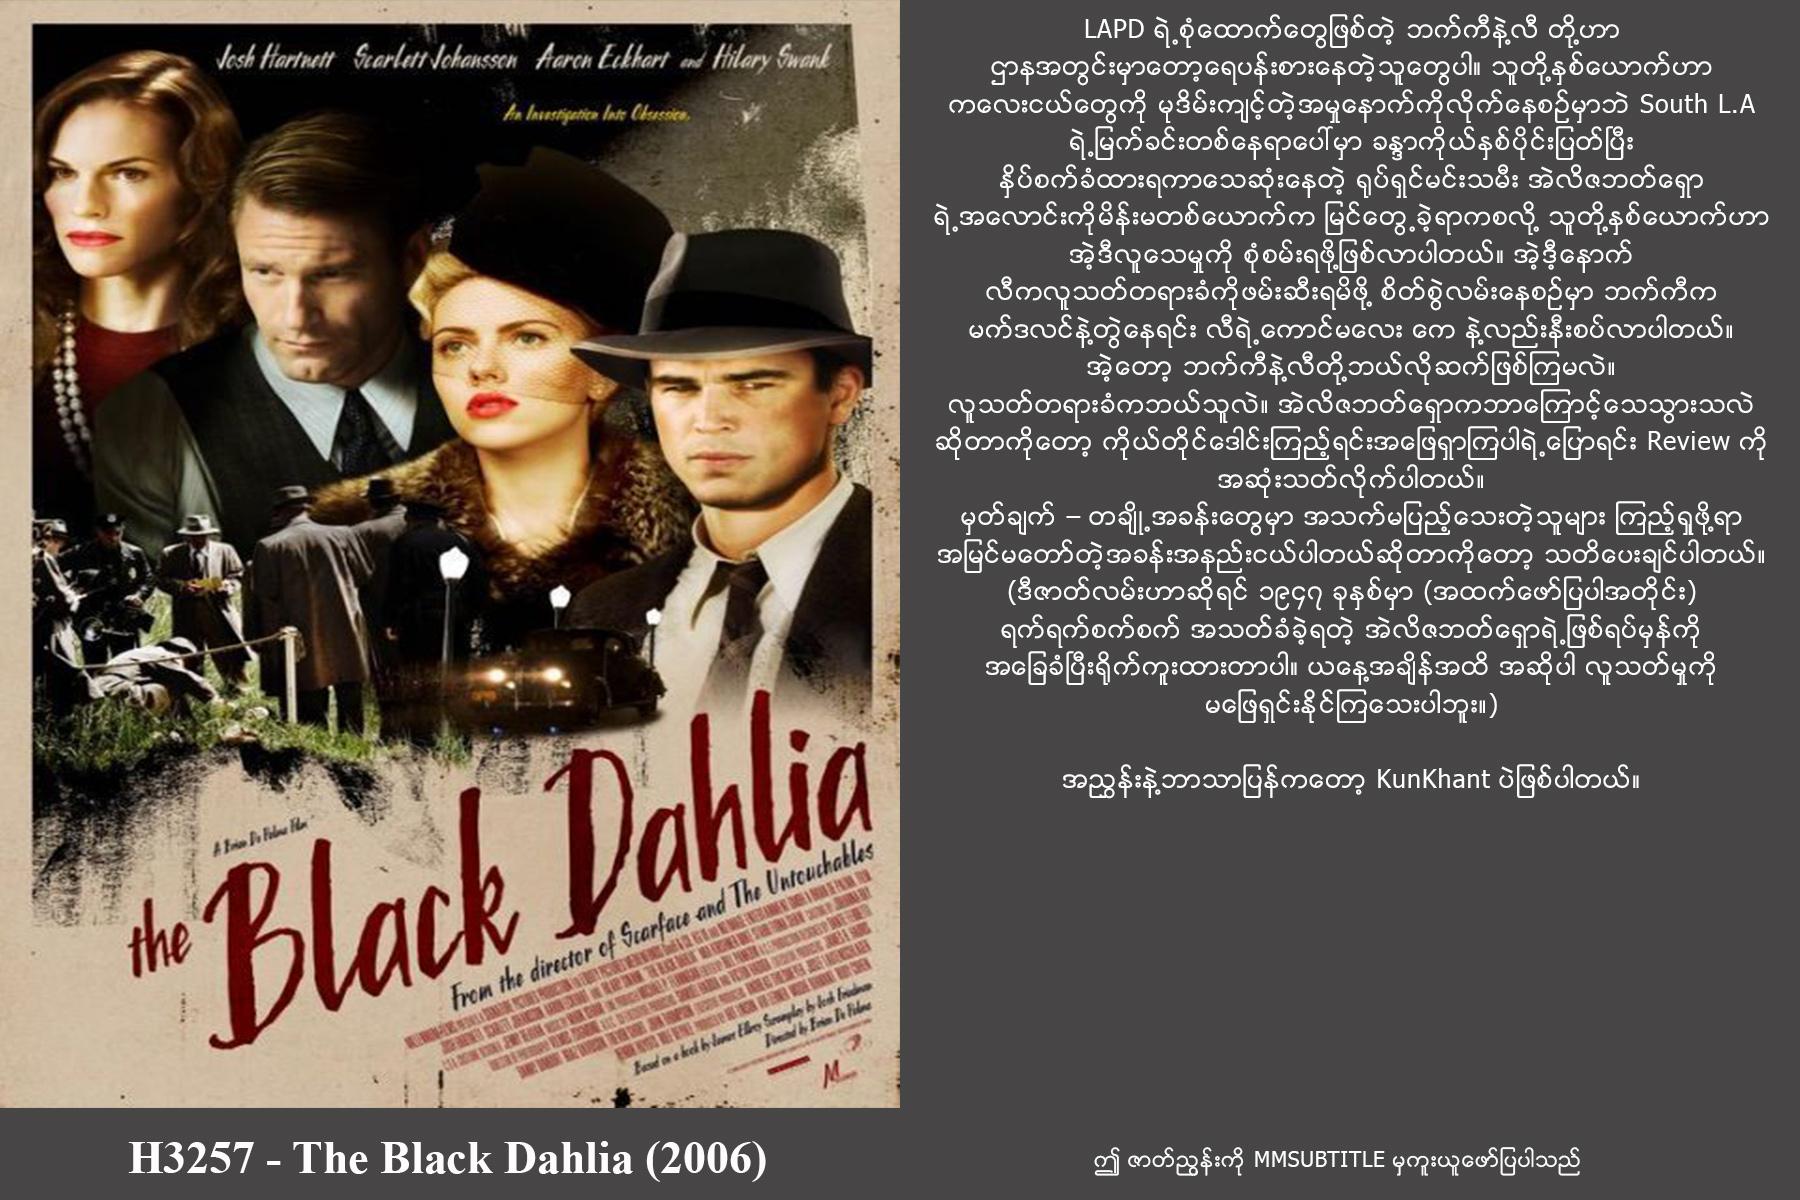 Josh Hartnett Scarlett Johansson Aaron Eckhart and Hilary Swank
An Investigation Into Obsession.
A Brian De Palma Film
the Black Dahlia
From the director of Scarface and The Untouchables
Based on a book by James Ellroy Screenplay by Josh Friedman
Directed by Brian De Palma
H3257 - The Black Dahlia (2006)
LAPD ရဲ့စုံထောက်တွေဖြစ်တဲ့ ဘက်ကီနဲ့လီ တို့ဟာ
ဌာနအတွင်းမှာတော့ရေပန်းစားနေတဲ့သူတွေပါ။ သူတို့နှစ်ယောက်ဟာ
ကလေးငယ်တွေကို မုဒိမ်းကျင့်တဲ့အမှုနောက်ကိုလိုက်နေစဉ်မှာဘဲ South L.A
ရဲ့မြက်ခင်းတစ်နေရာပေါ်မှာ ခန္ဒာကိုယ်နှစ်ပိုင်းပြတ်ပြီး
နှိပ်စက်ခံထားရကာသေဆုံးနေတဲ့ ရုပ်ရှင်မင်းသမီး အဲလိဇဘတ်ရှော
ရဲ့အလောင်းကိုမိန်းမတစ်ယောက်က မြင်တွေ့ခဲ့ရာကစလို့ သူတို့နှစ်ယောက်ဟာ
အဲ့ဒီလူသေမှုကို စုံစမ်းရဖို့ဖြစ်လာပါတယ်။ အဲ့ဒီ့နောက်
လီကလူသတ်တရားခံကိုဖမ်းဆီးရမိဖို့ စိတ်စွဲလမ်းနေစဉ်မှာ ဘက်ကီက
မက်ဒလင်နဲ့တွဲနေရင်း လီရဲ့ကောင်မလေး ကေ နဲ့လည်းနီးစပ်လာပါတယ်။
အဲ့တော့ ဘက်ကီနဲ့လီတို့ဘယ်လိုဆက်ဖြစ်ကြမလဲ။
လူသတ်တရားခံကဘယ်သူလဲ။ အဲလိဇဘတ်ရှောကဘာကြောင့်သေသွားသလဲ
ဆိုတာကိုတော့ ကိုယ်တိုင်ဒေါင်းကြည့်ရင်းအဖြေရှာကြပါရဲ့ပြောရင်း Review ကို
အဆုံးသတ်လိုက်ပါတယ်။
မှတ်ချက် – တချို့အခန်းတွေမှာ အသက်မပြည့်သေးတဲ့သူများ ကြည့်ရှုဖို့ရာ
အမြင်မတော်တဲ့အခန်းအနည်းငယ်ပါတယ်ဆိုတာကိုတော့ သတိပေးချင်ပါတယ်။
(ဒီဇာတ်လမ်းဟာဆိုရင် ၁၉၄၇ ခုနှစ်မှာ (အထက်ဖော်ပြပါအတိုင်း)
ရက်ရက်စက်စက် အသတ်ခံခဲ့ရတဲ့ အဲလိဇဘတ်ရှောရဲ့ဖြစ်ရပ်မှန်ကို
အခြေခံပြီးရိုက်ကူးထားတာပါ။ ယနေ့အချိန်အထိ အဆိုပါ လူသတ်မှုကို
မဖြေရှင်းနိုင်ကြသေးပါဘူး။)
အညွှန်းနဲ့ဘာသာပြန်ကတော့ KunKhant ပဲဖြစ်ပါတယ်။
ဤ ဇာတ်ညွှန်းကို MMSUBTITLE မှကူးယူဖော်ပြပါသည်